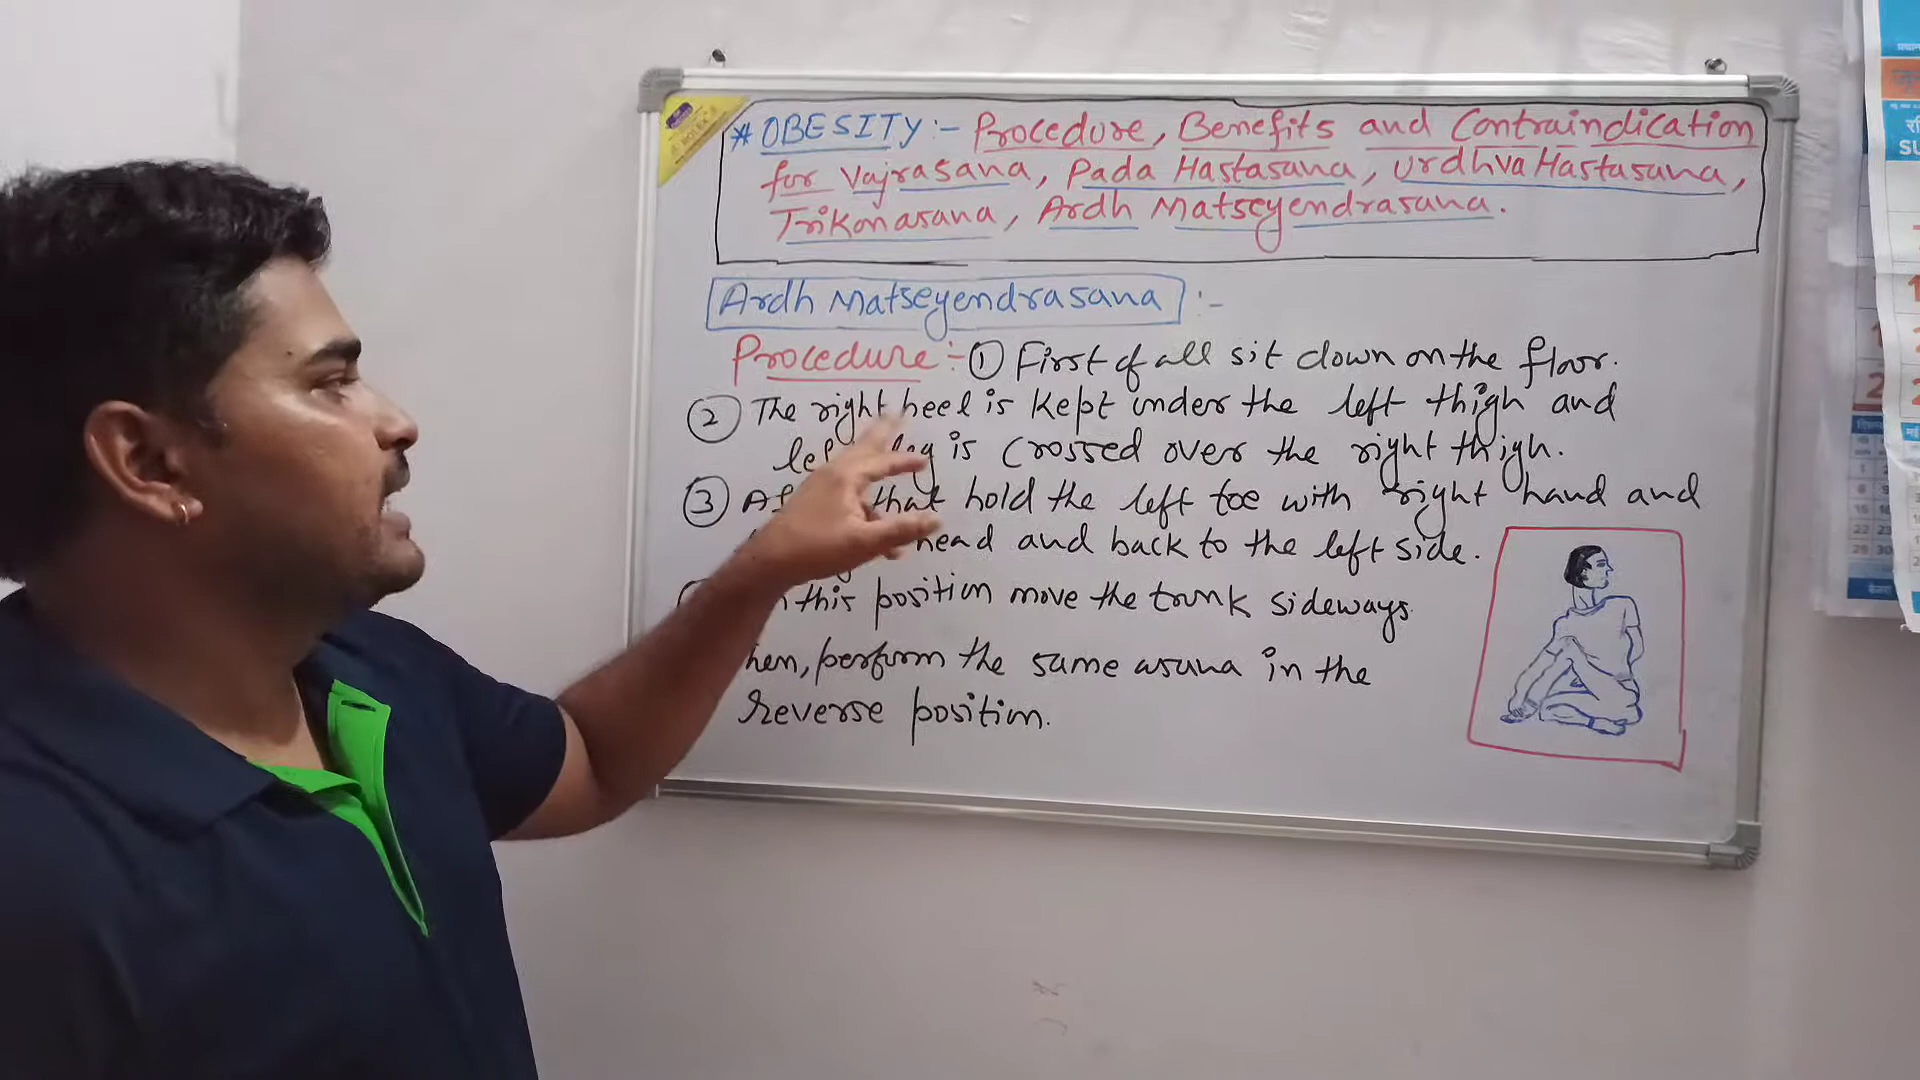 * OBESITY :- Procedure, Benefits and Contraindication
for Vajrasana, Pada Hastasana, Urdhva Hastasana,
Trikonasana, Ardh Matseyendrasana.
Ardh Matseyendrasana :-
Procedure :- ① First of all sit down on the floor.
② The right heel is kept under the left thigh and
leg is crossed over the right thigh.
③ that hold the left toe with right hand and
head and back to the left side.
this position move the trunk sideways.
perform the same asana in the
reverse position.